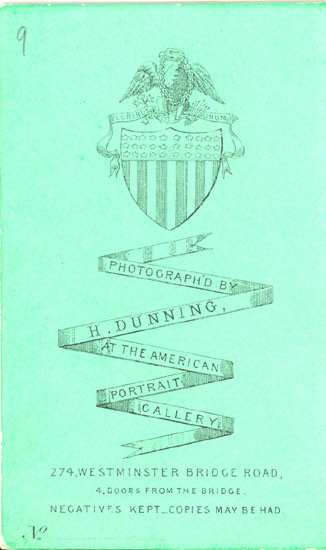 9
PLURIBUS UNUM
PHOTOGRAPH'D BY
H. DUNNING,
AT THE AMERICAN
PORTRAIT
GALLERY
274, WESTMINSTER BRIDGE ROAD,
4, DOORS FROM THE BRIDGE.
NEGATIVES KEPT_COPIES MAY BE HAD.